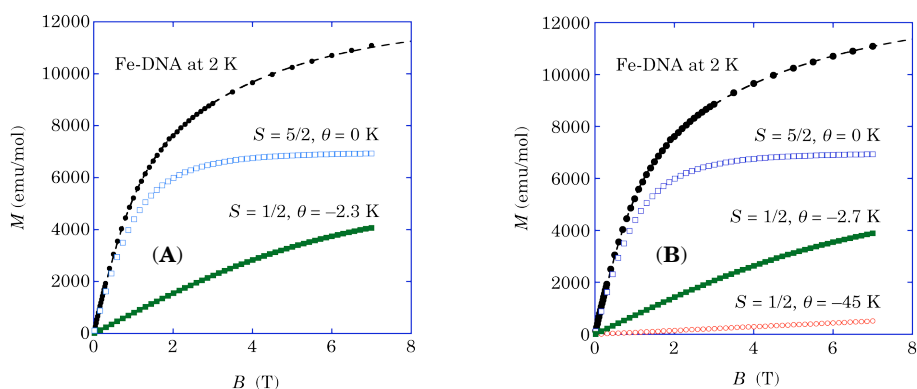 12000
10000
8000
6000
4000
2000
0
M (emu/mol)
Fe-DNA at 2 K
S = 5/2, θ = 0 K
S = 1/2, θ = −2.3 K
(A)
0 2 4 6 8
B (T)
12000
10000
8000
6000
4000
2000
0
M (emu/mol)
Fe-DNA at 2 K
S = 5/2, θ = 0 K
S = 1/2, θ = −2.7 K
(B)
S = 1/2, θ = −45 K
0 2 4 6 8
B (T)